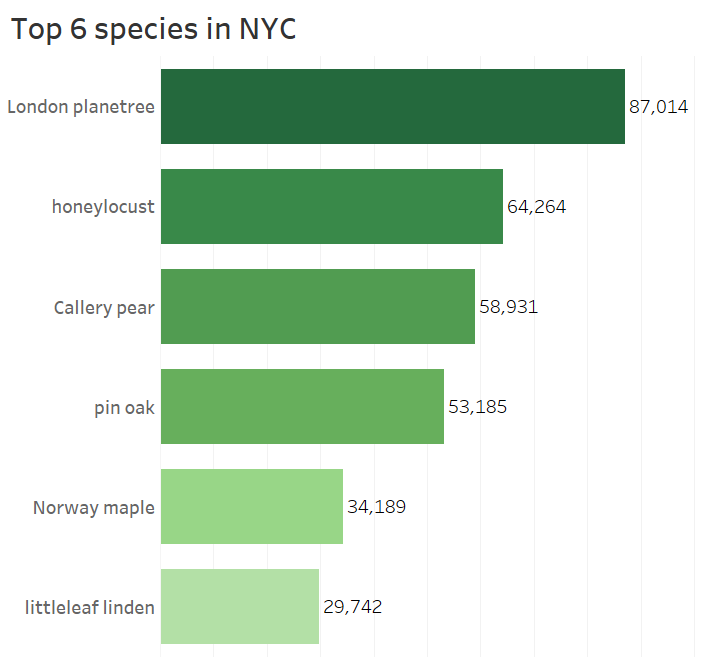 Top 6 species in NYC
London planetree 87,014
honeylocust 64,264
Callery pear 58,931
pin oak 53,185
Norway maple 34,189
littleleaf linden 29,742